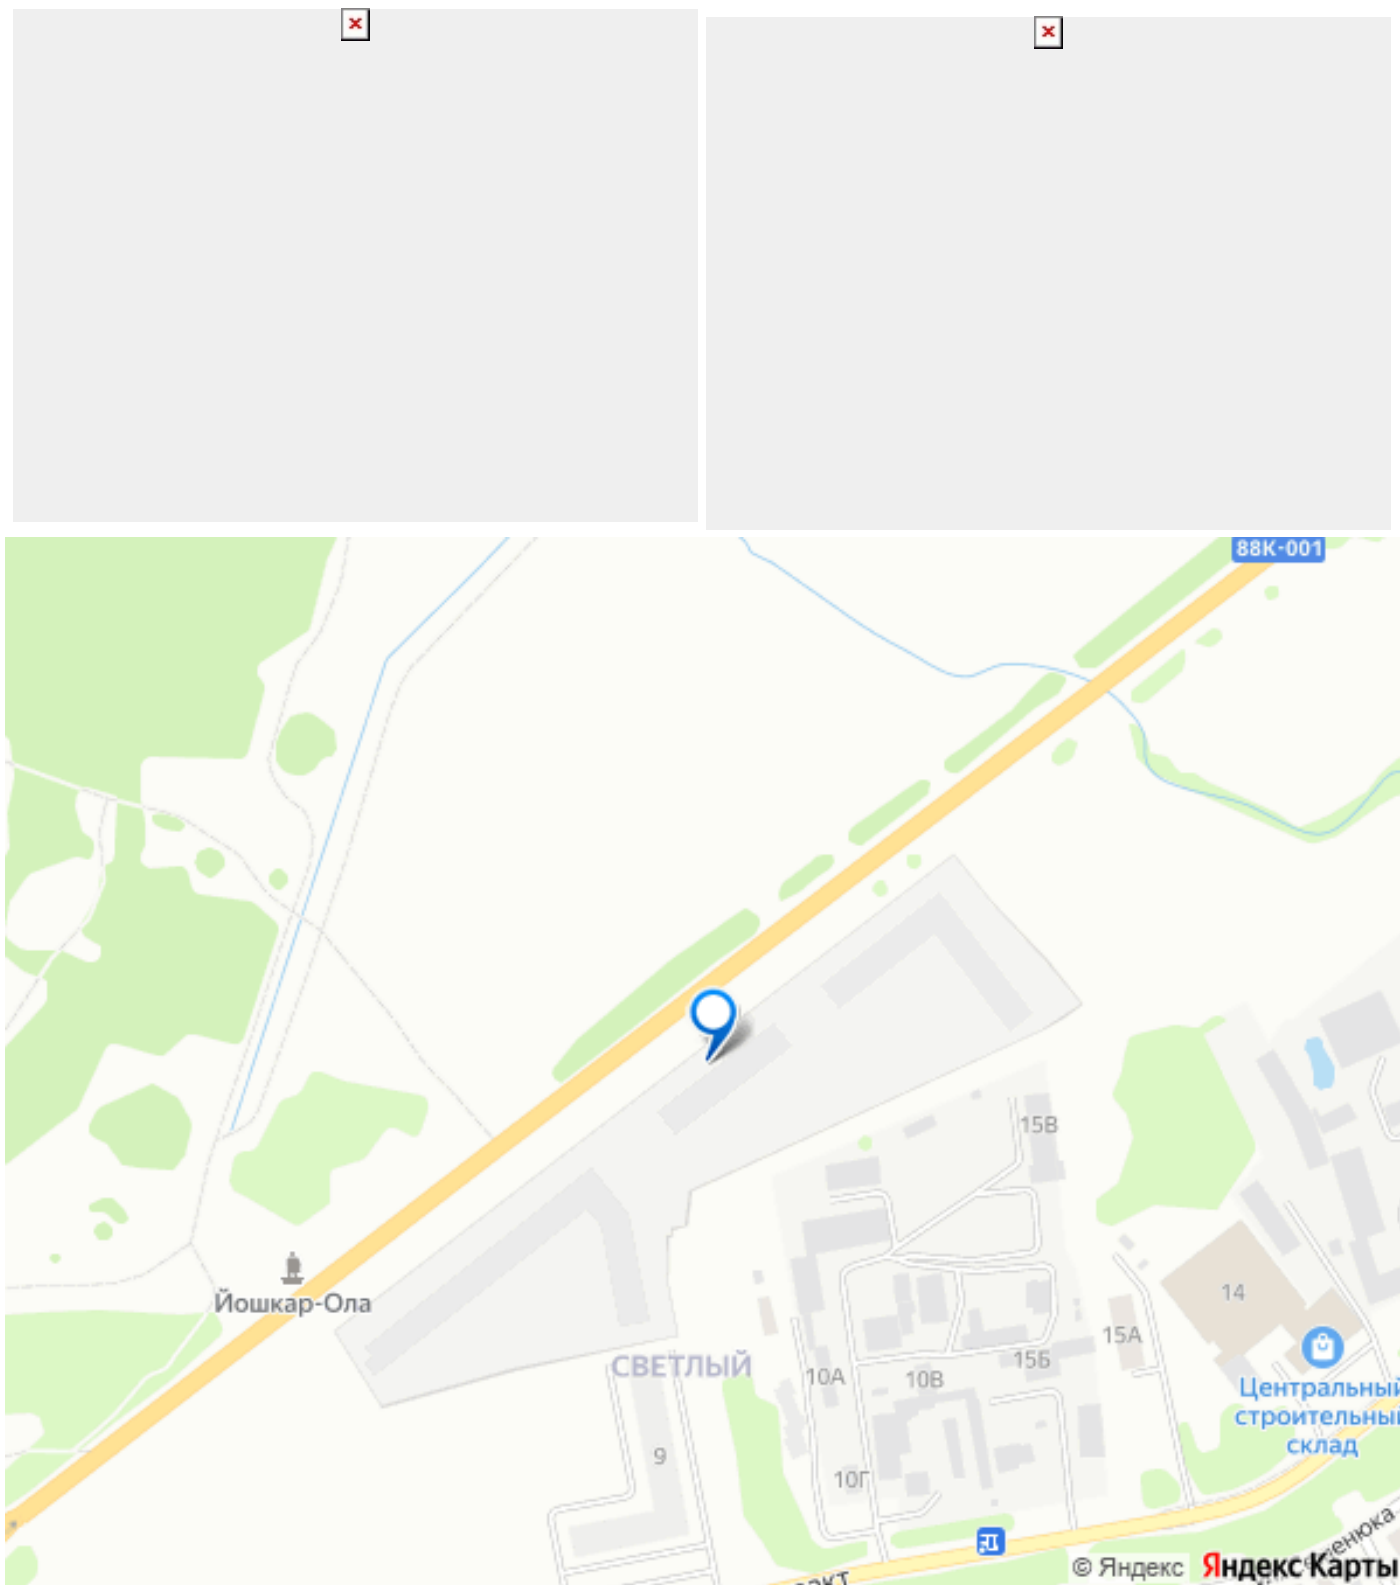 88К-001
15В
Йошкар-Ола
14
15А
СВЕТЛЫЙ
15Б
10А
10В
Центральный
строительный
склад
9
10Г
© Яндекс
Яндекс Карты